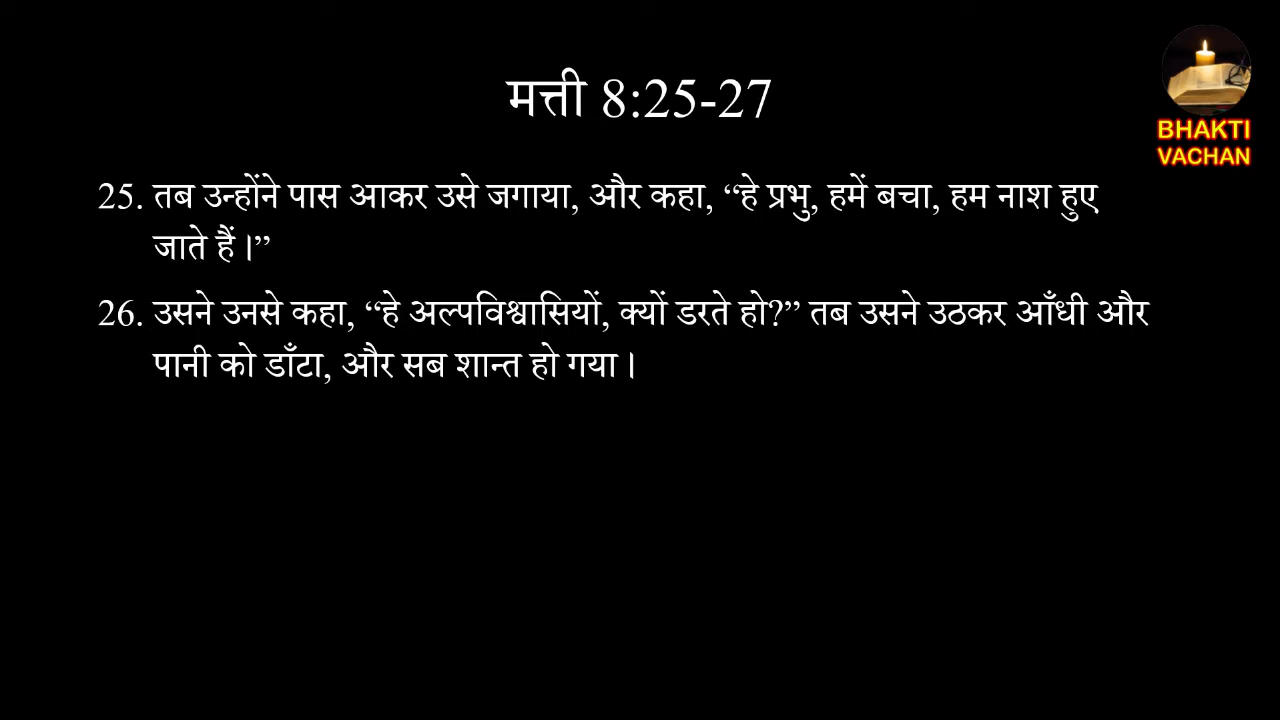 मत्ती 8:25-27
BHAKTI
VACHAN
25. तब उन्होंने पास आकर उसे जगाया, और कहा, “हे प्रभु, हमें बचा, हम नाश हुए
जाते हैं।”
26. उसने उनसे कहा, “हे अल्पविश्वासियों, क्यों डरते हो?” तब उसने उठकर आँधी और
पानी को डाँटा, और सब शान्त हो गया।